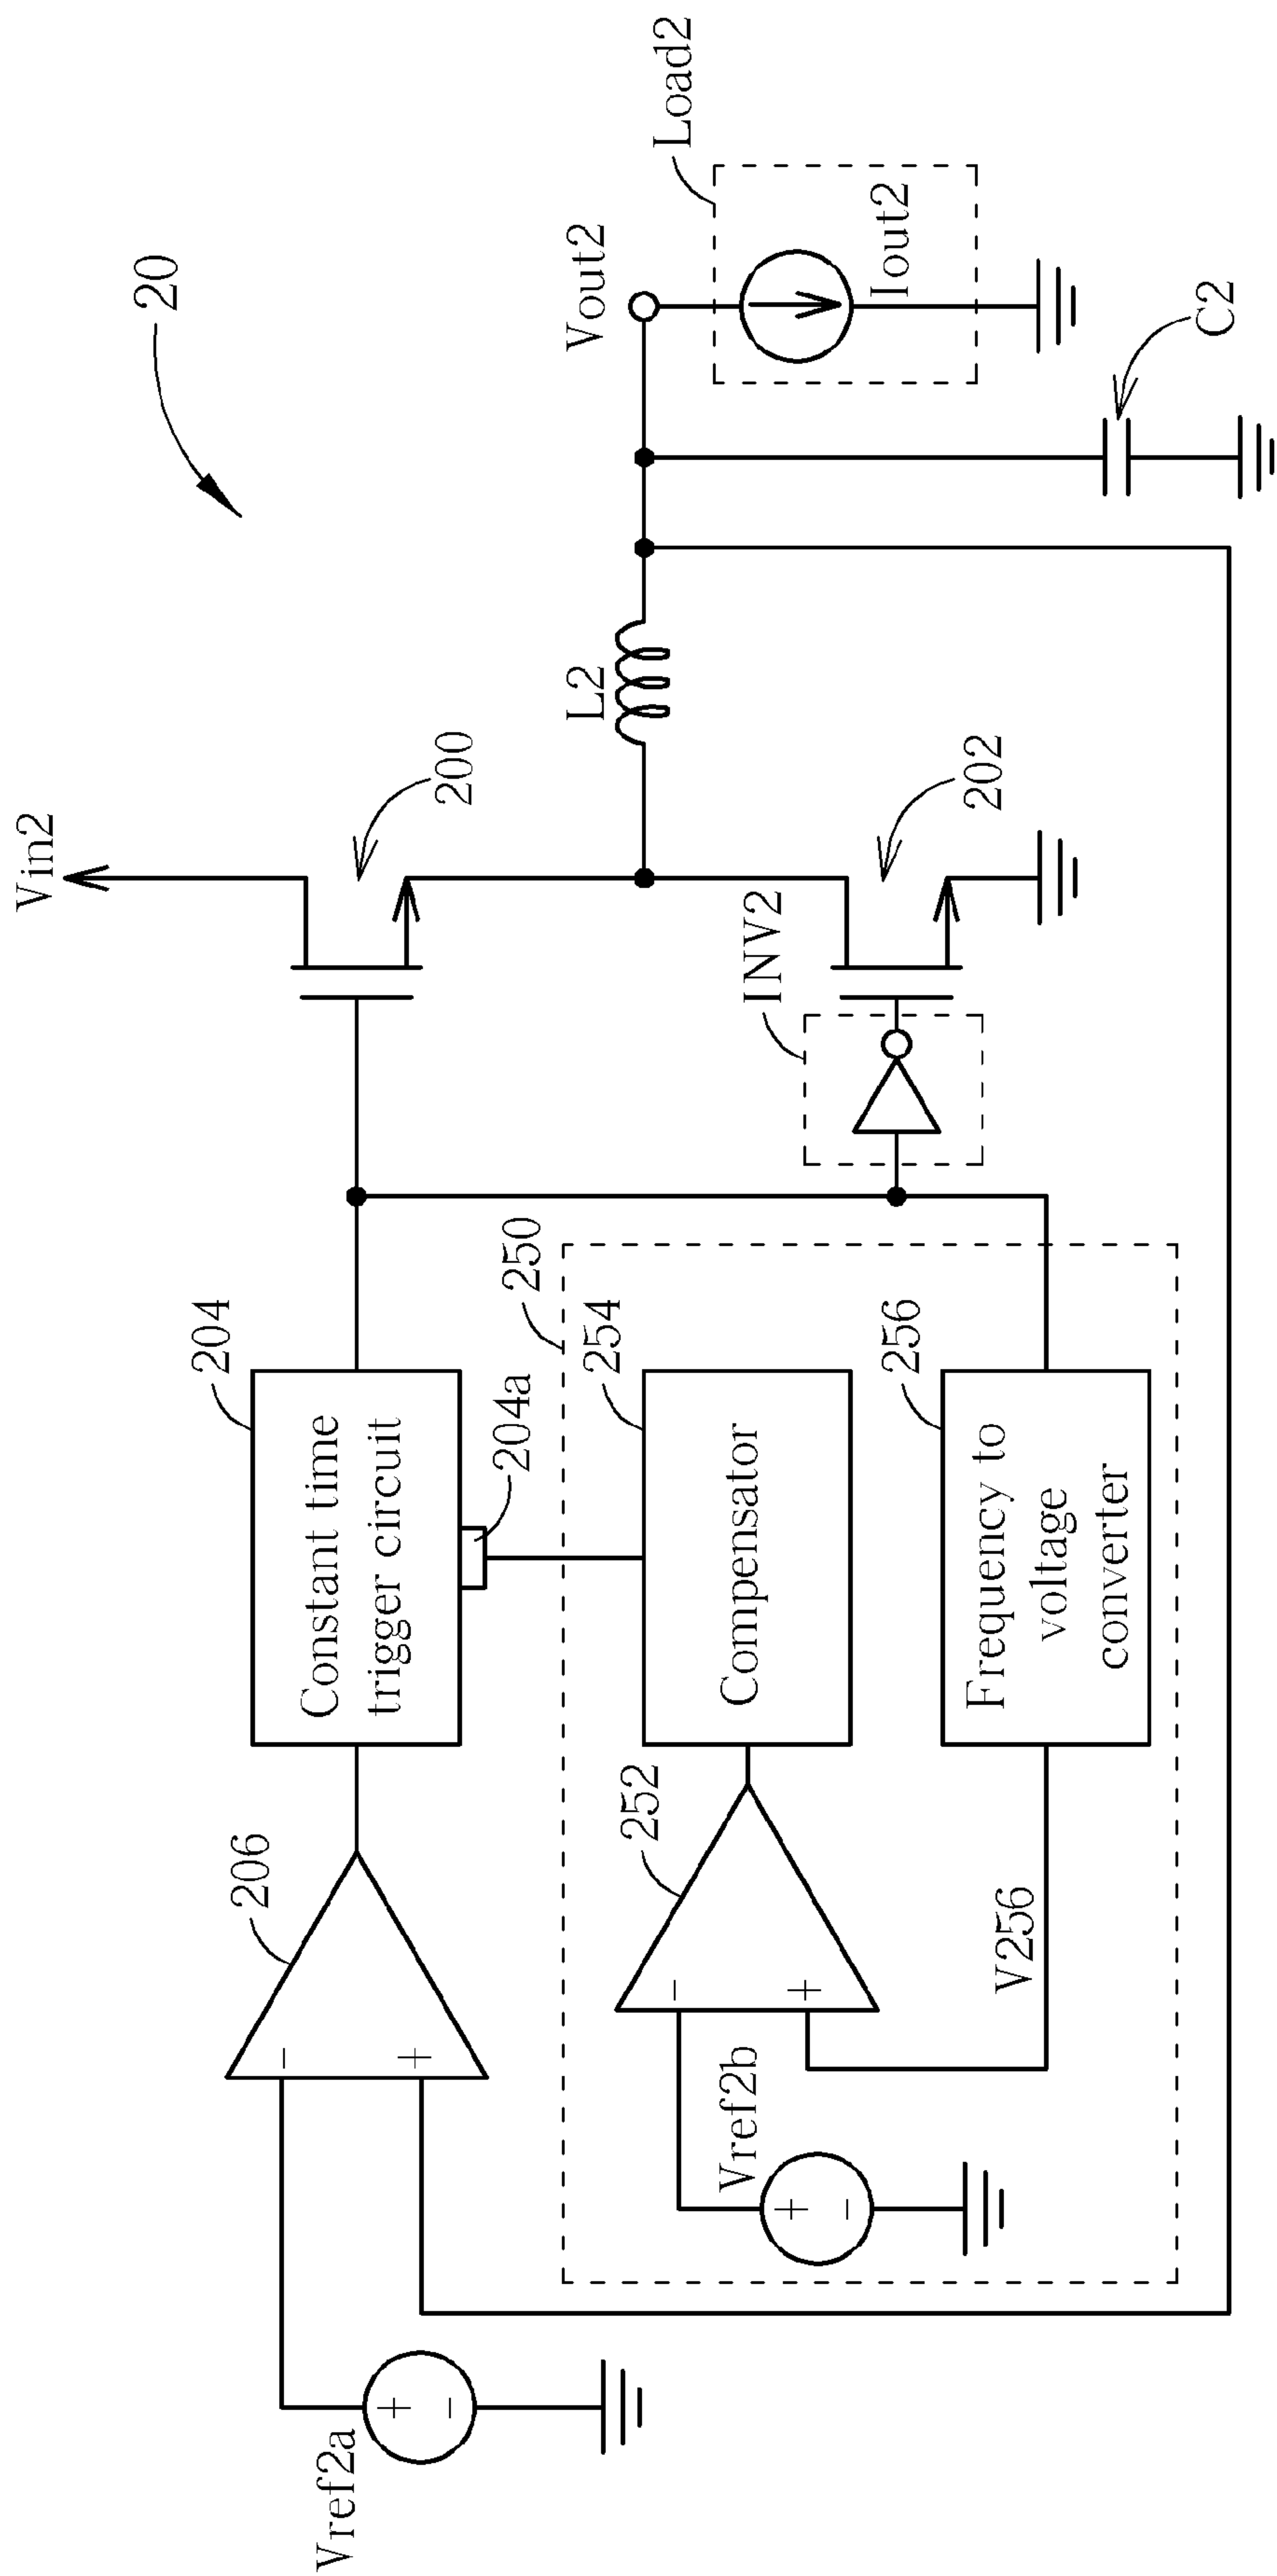 20
Vin2
200
L2
Vout2
Load2
Iout2
C2
202
INV2
204
Constant time
trigger circuit
204a
206
-
+
Vref2a
+
-
250
254
Compensator
252
-
+
Vref2b
+
-
256
Frequency to
voltage
converter
V256